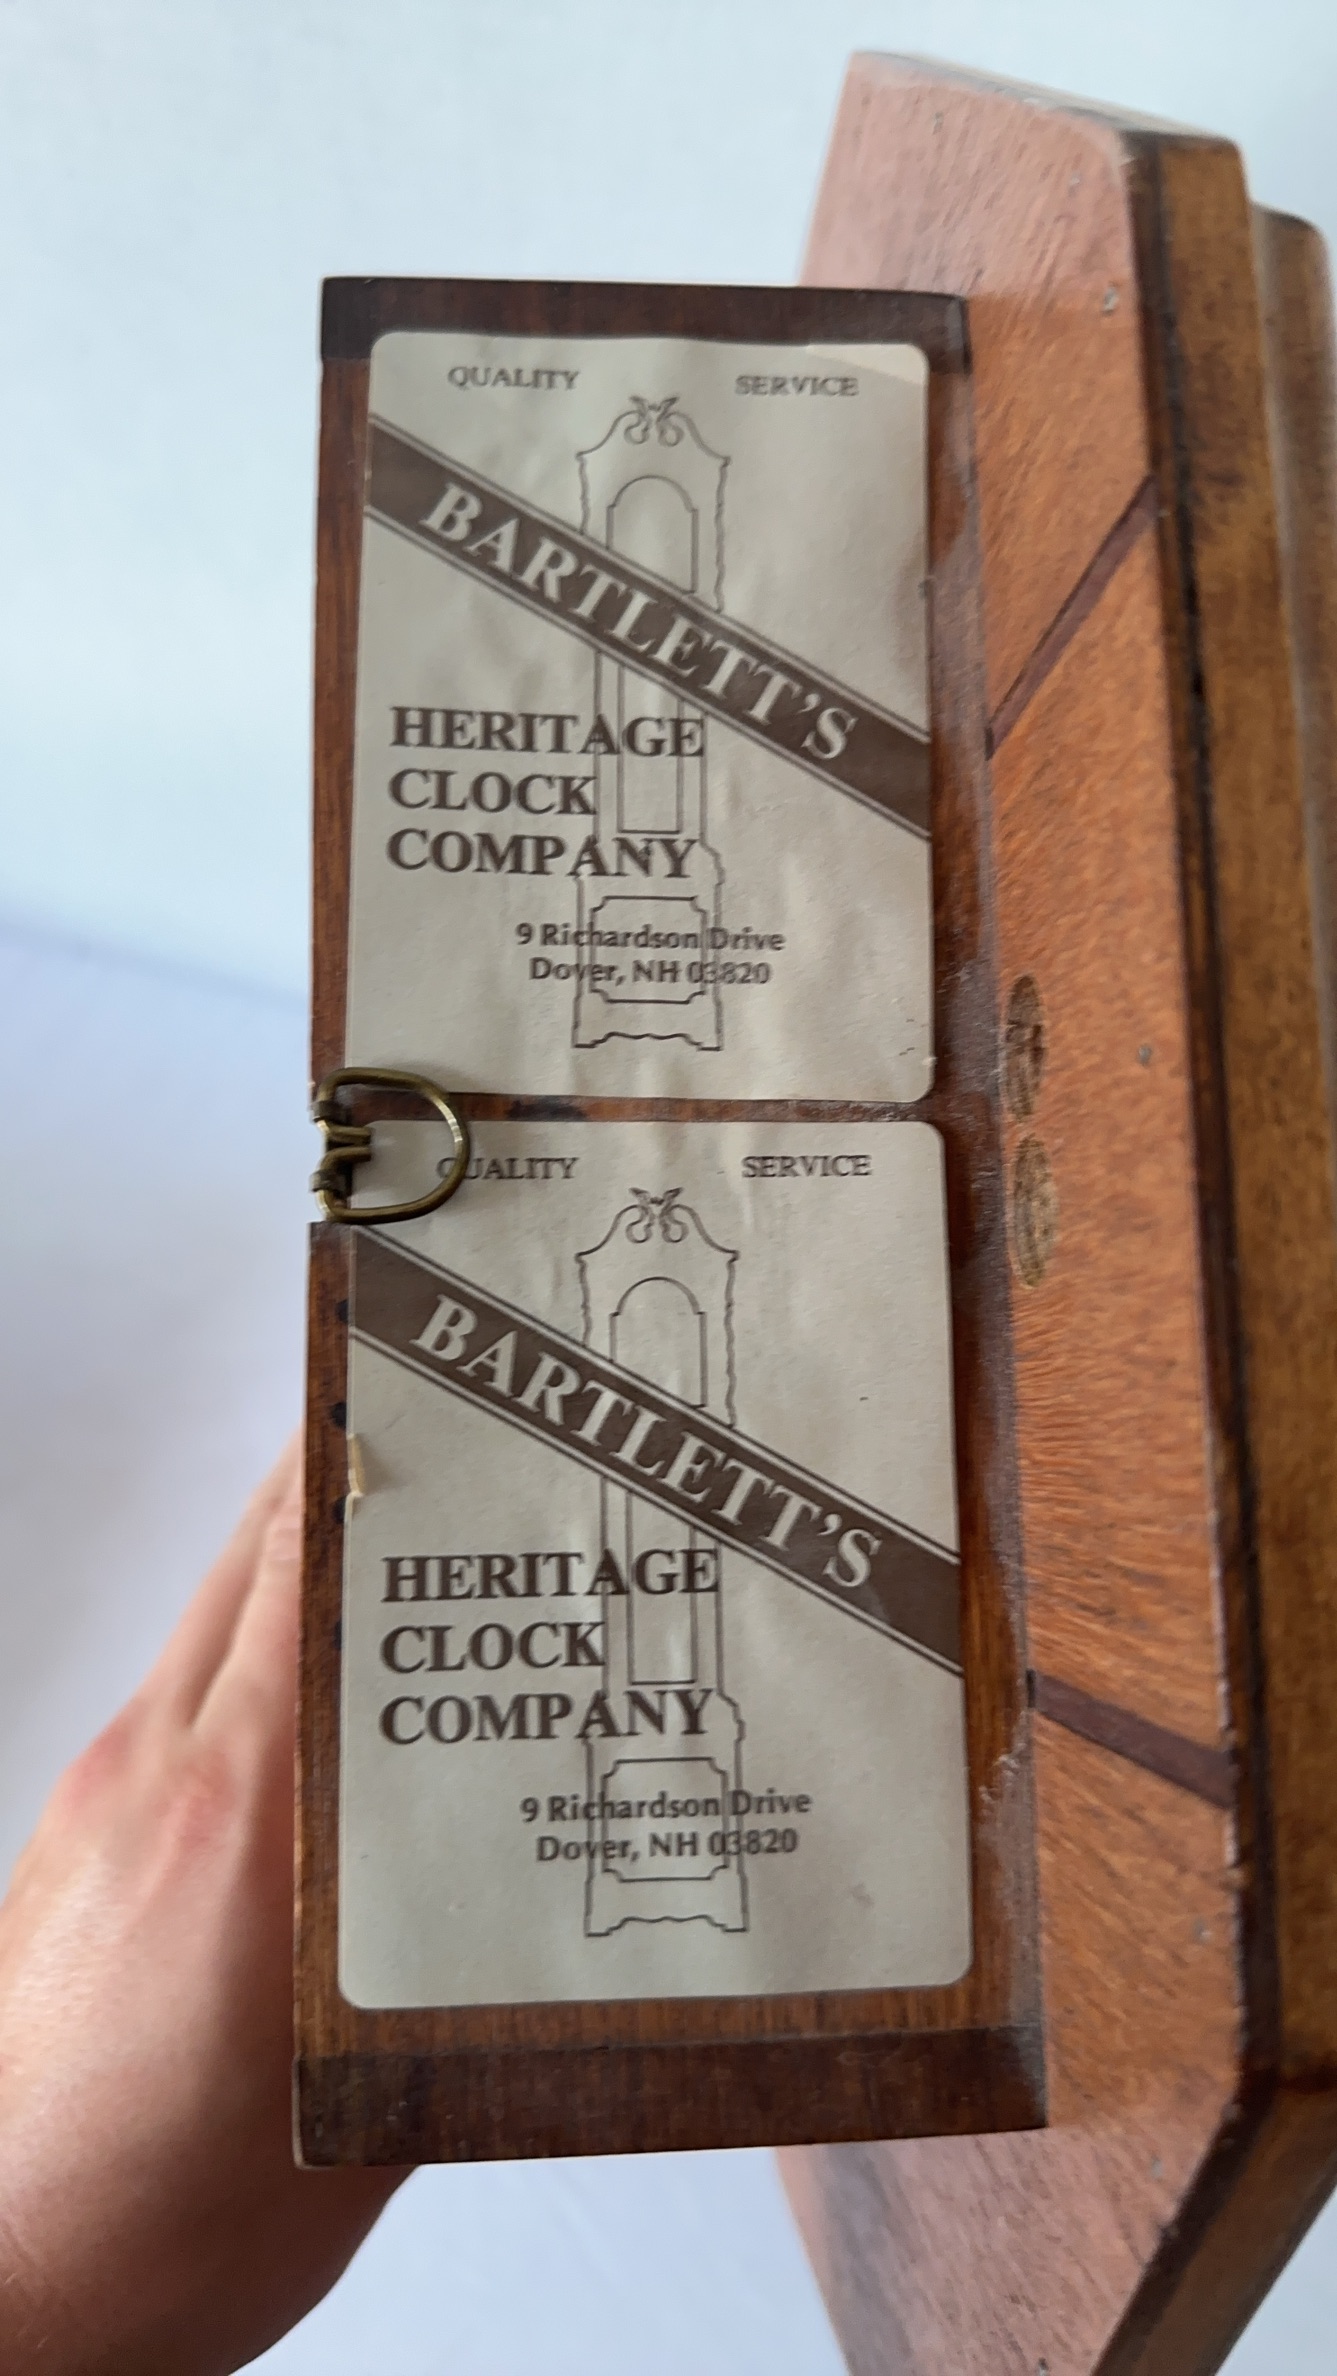 QUALITY SERVICE
BARTLETT'S
HERITAGE
CLOCK
COMPANY
9 Richardson Drive
Dover, NH 03820
QUALITY SERVICE
BARTLETT'S
HERITAGE
CLOCK
COMPANY
9 Richardson Drive
Dover, NH 03820